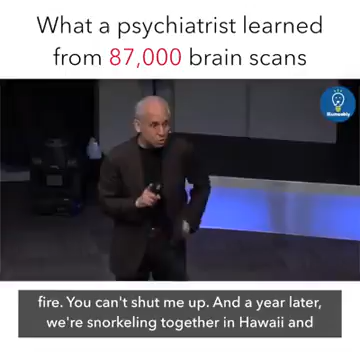 What a psychiatrist learned
from 87,000 brain scans
fire. You can't shut me up. And a year later,
we're snorkeling together in Hawaii and